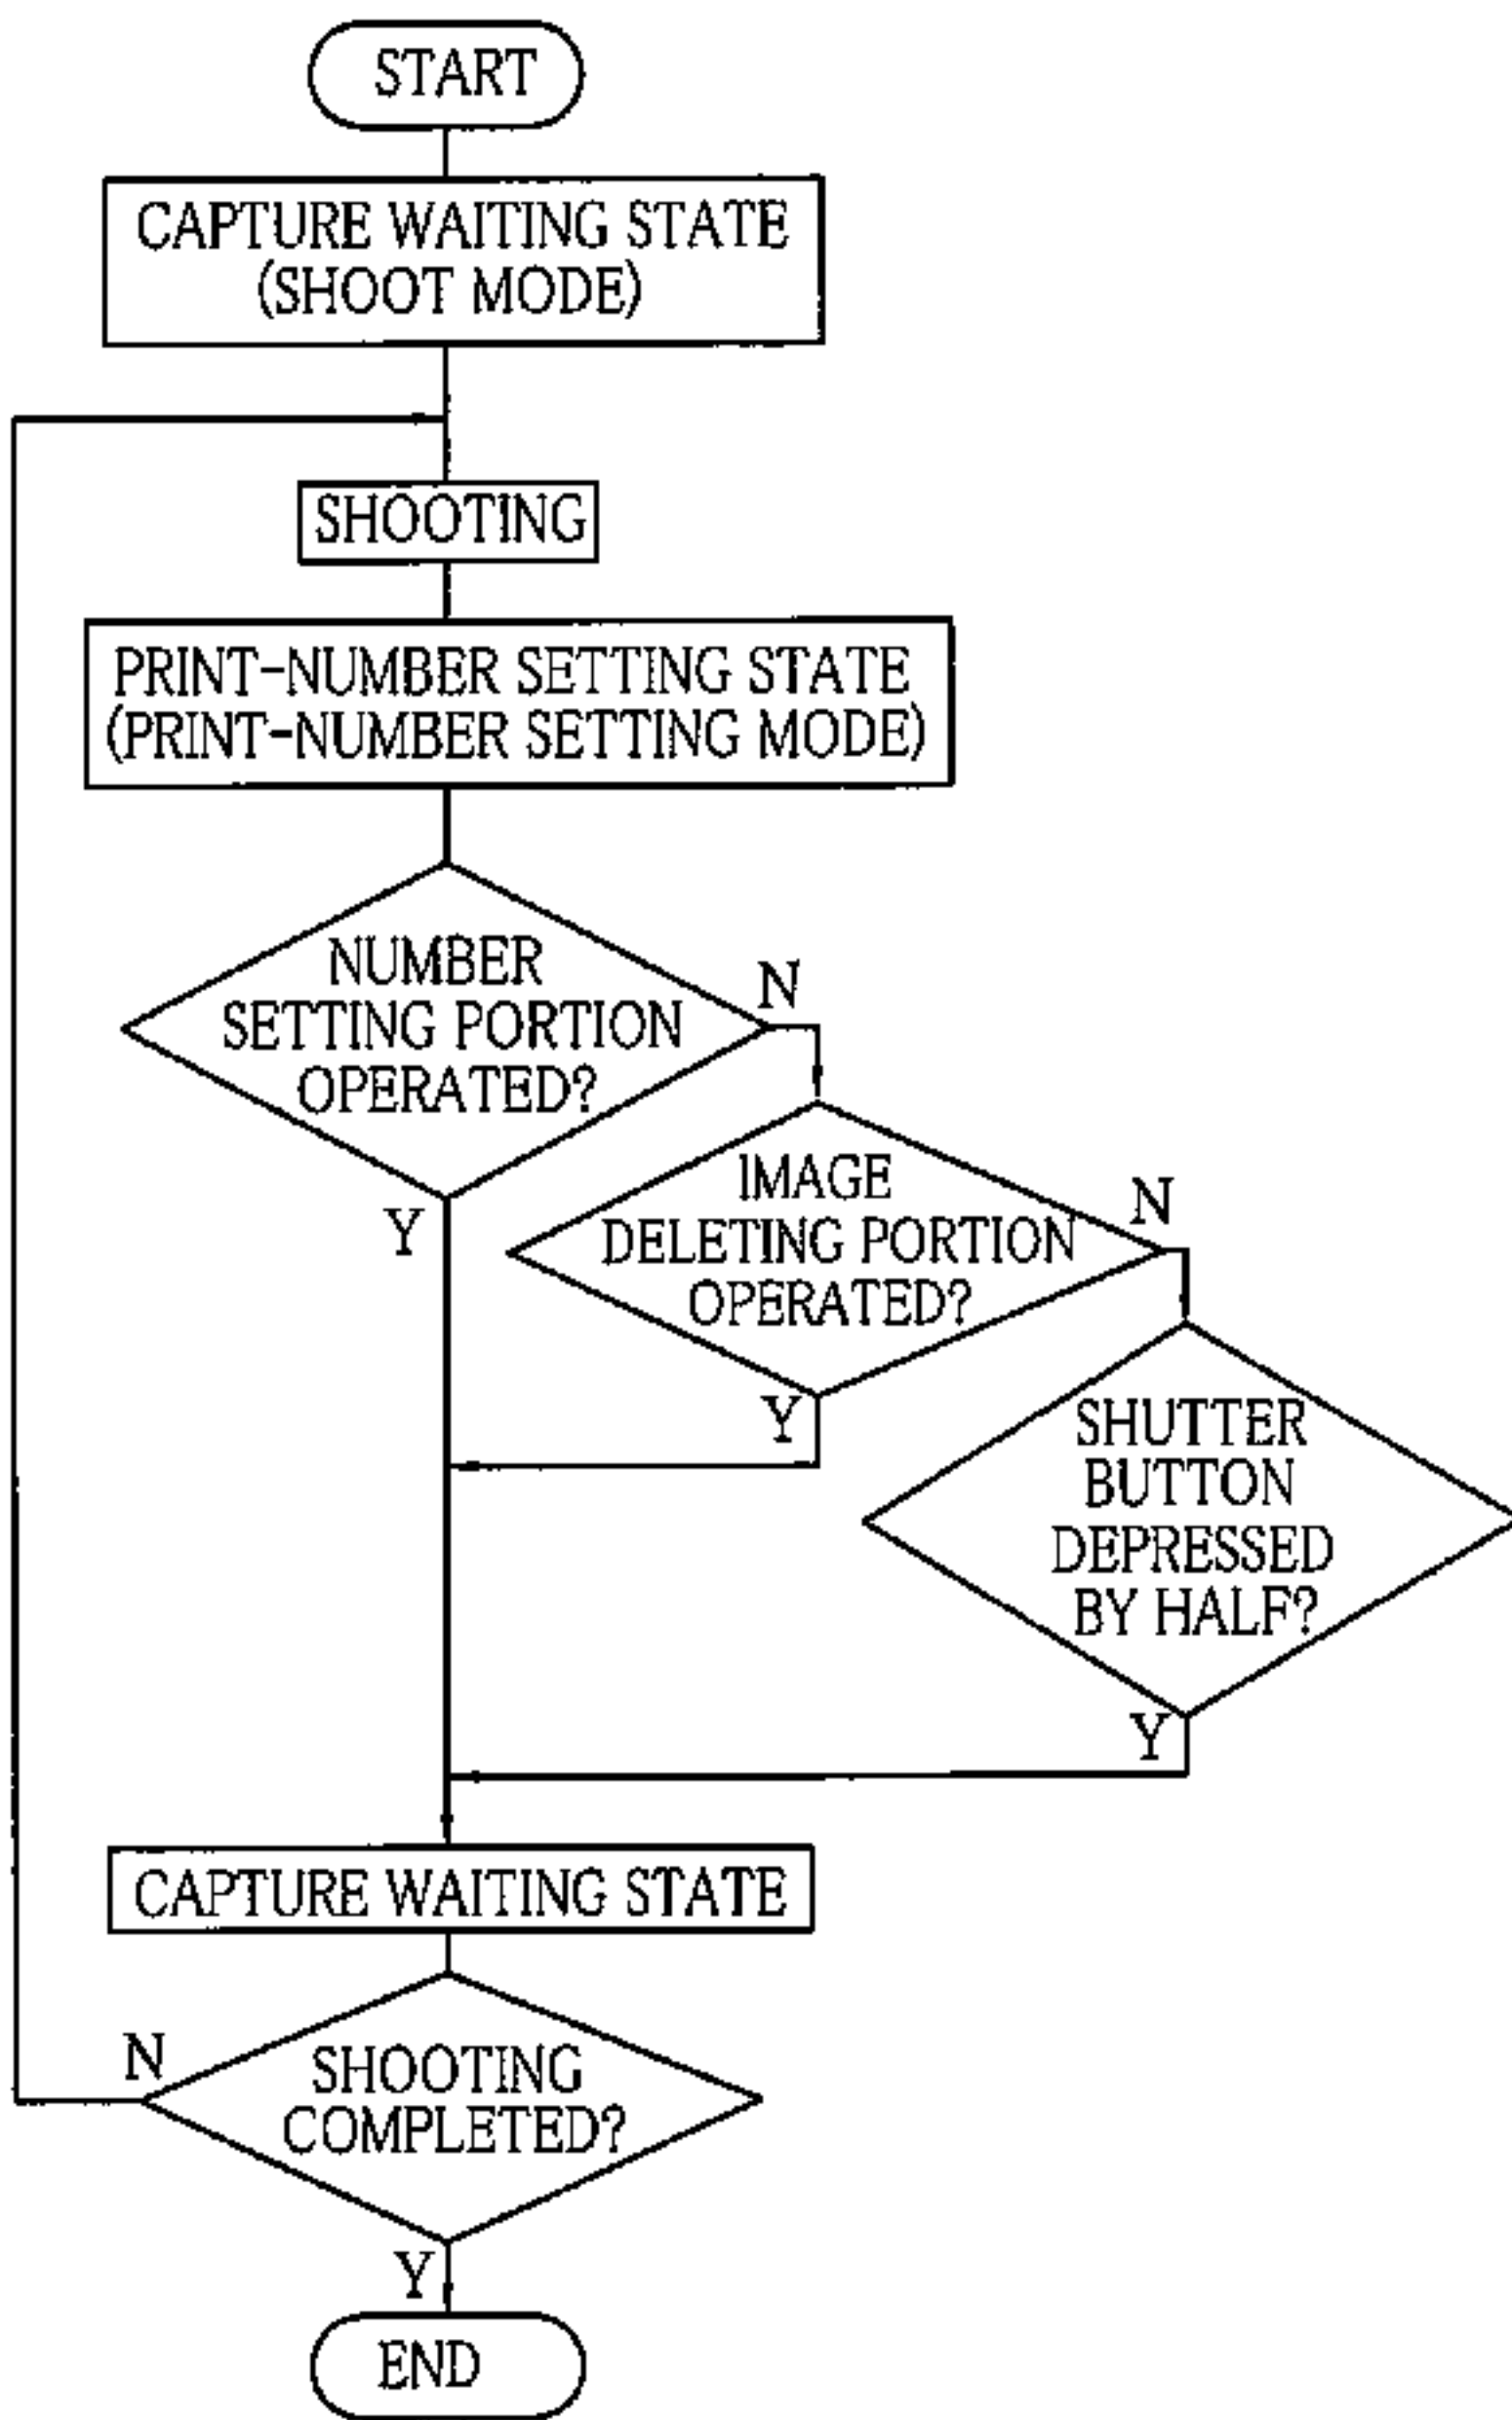 START
CAPTURE WAITING STATE
(SHOOT MODE)
SHOOTING
PRINT-NUMBER SETTING STATE
(PRINT-NUMBER SETTING MODE)
NUMBER
SETTING PORTION
OPERATED?
N
Y
IMAGE
DELETING PORTION
OPERATED?
N
Y
SHUTTER
BUTTON
DEPRESSED
BY HALF?
Y
CAPTURE WAITING STATE
N
SHOOTING
COMPLETED?
Y
END